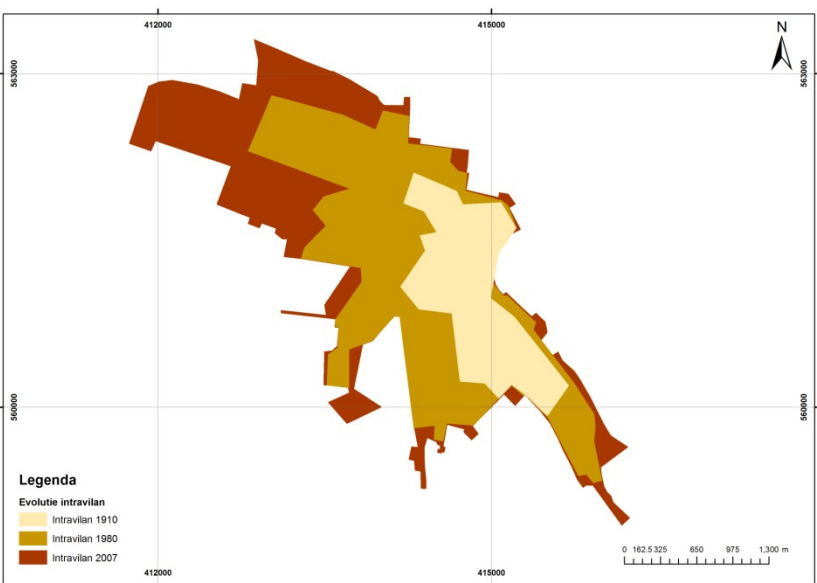 412000 415000
N
563000 563000
560000 560000
Legenda
Evolutie intravilan
Intravilan 1910
Intravilan 1980
Intravilan 2007
0 162.5 325 650 975 1,300 m
412000 415000